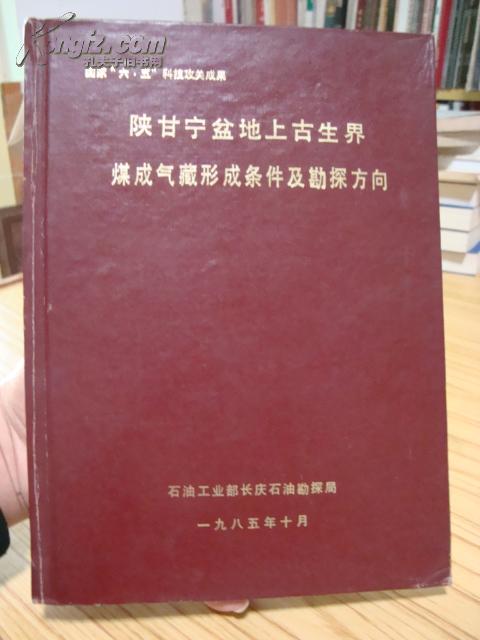 Kongfz.com
孔夫子旧书网
国家“六·五”科技攻关成果
陕甘宁盆地上古生界
煤成气藏形成条件及勘探方向
石油工业部长庆石油勘探局
一九八五年十月